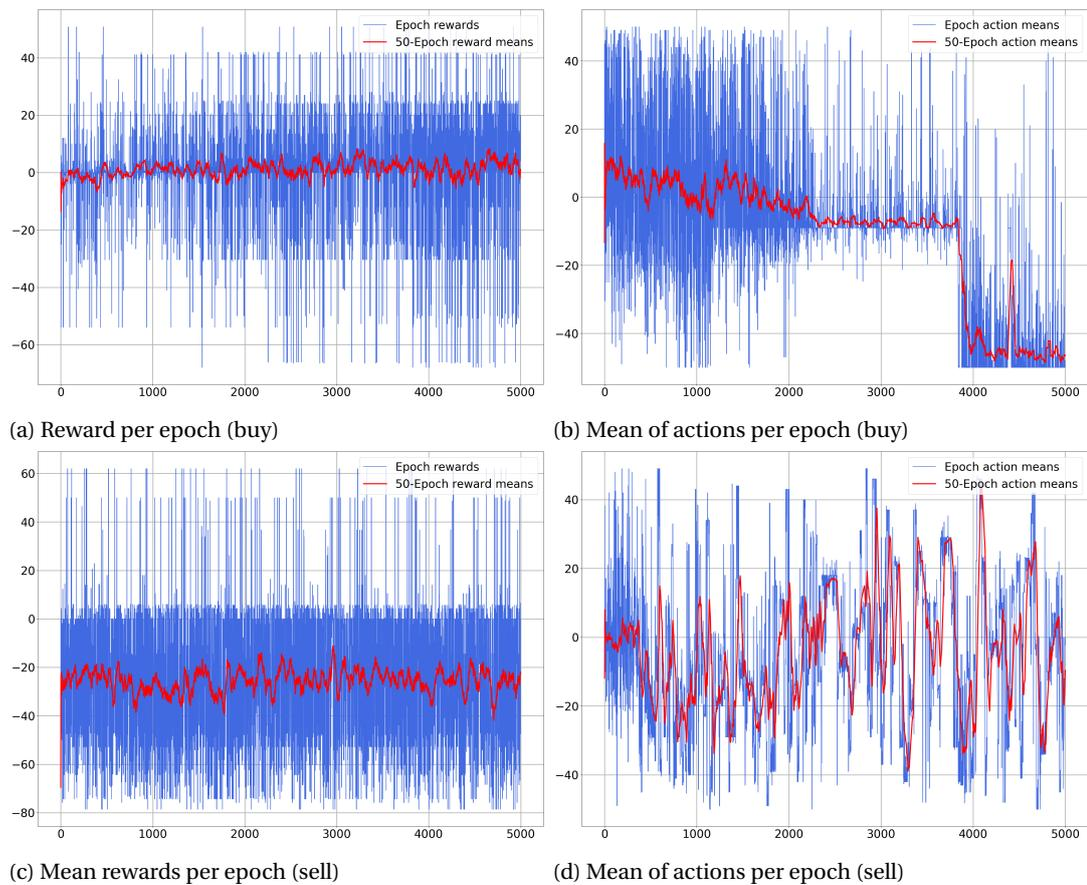 Epoch rewards
50-Epoch reward means
40
20
0
−20
−40
−60
0 1000 2000 3000 4000 5000
(a) Reward per epoch (buy)
Epoch action means
50-Epoch action means
40
20
0
−20
−40
0 1000 2000 3000 4000 5000
(b) Mean of actions per epoch (buy)
Epoch rewards
50-Epoch reward means
60
40
20
0
−20
−40
−60
−80
0 1000 2000 3000 4000 5000
(c) Mean rewards per epoch (sell)
Epoch action means
50-Epoch action means
40
20
0
−20
−40
0 1000 2000 3000 4000 5000
(d) Mean of actions per epoch (sell)